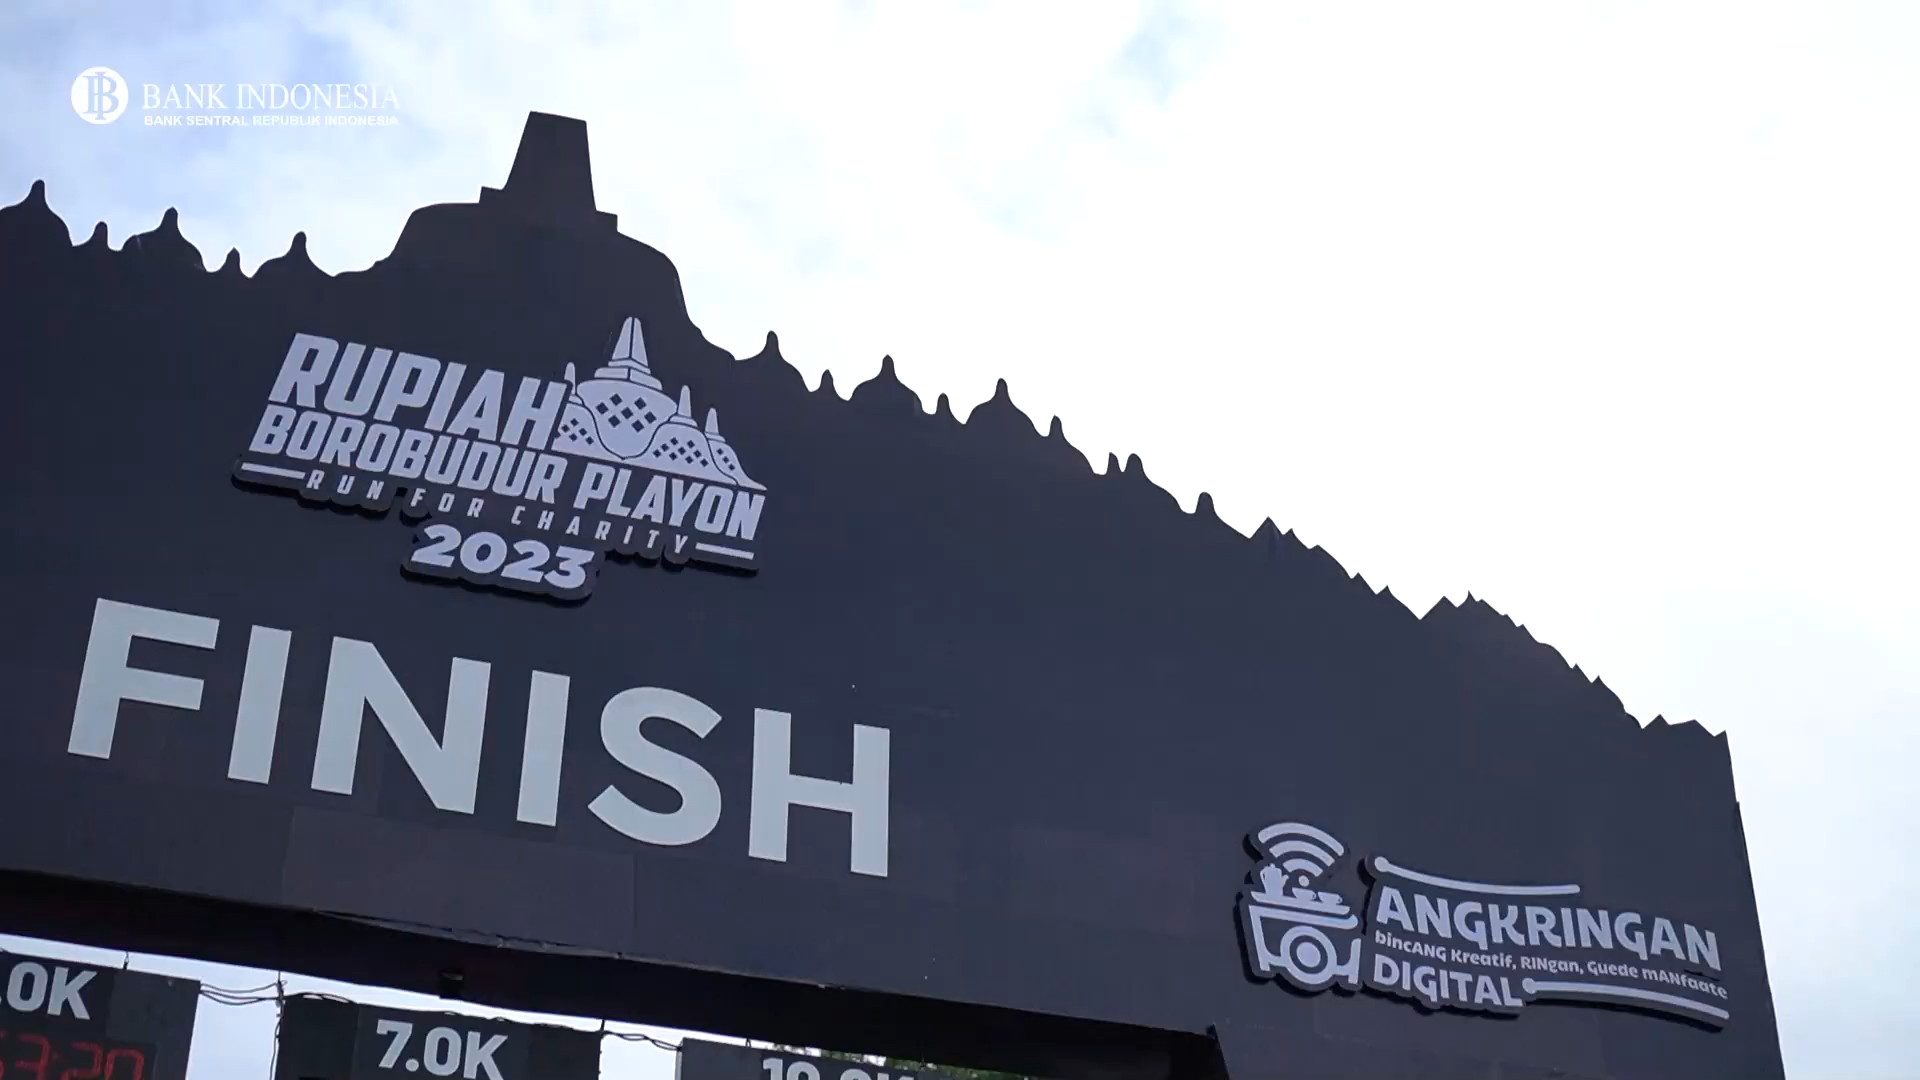 BANK INDONESIA
BANK SENTRAL REPUBLIK INDONESIA
RUPIAH
BOROBUDUR PLAYON
RUN FOR CHARITY
2023
FINISH
ANGKRINGAN
bincANG Kreatif, RINgan, Guede mANfaate
DIGITAL
.0K
7.0K